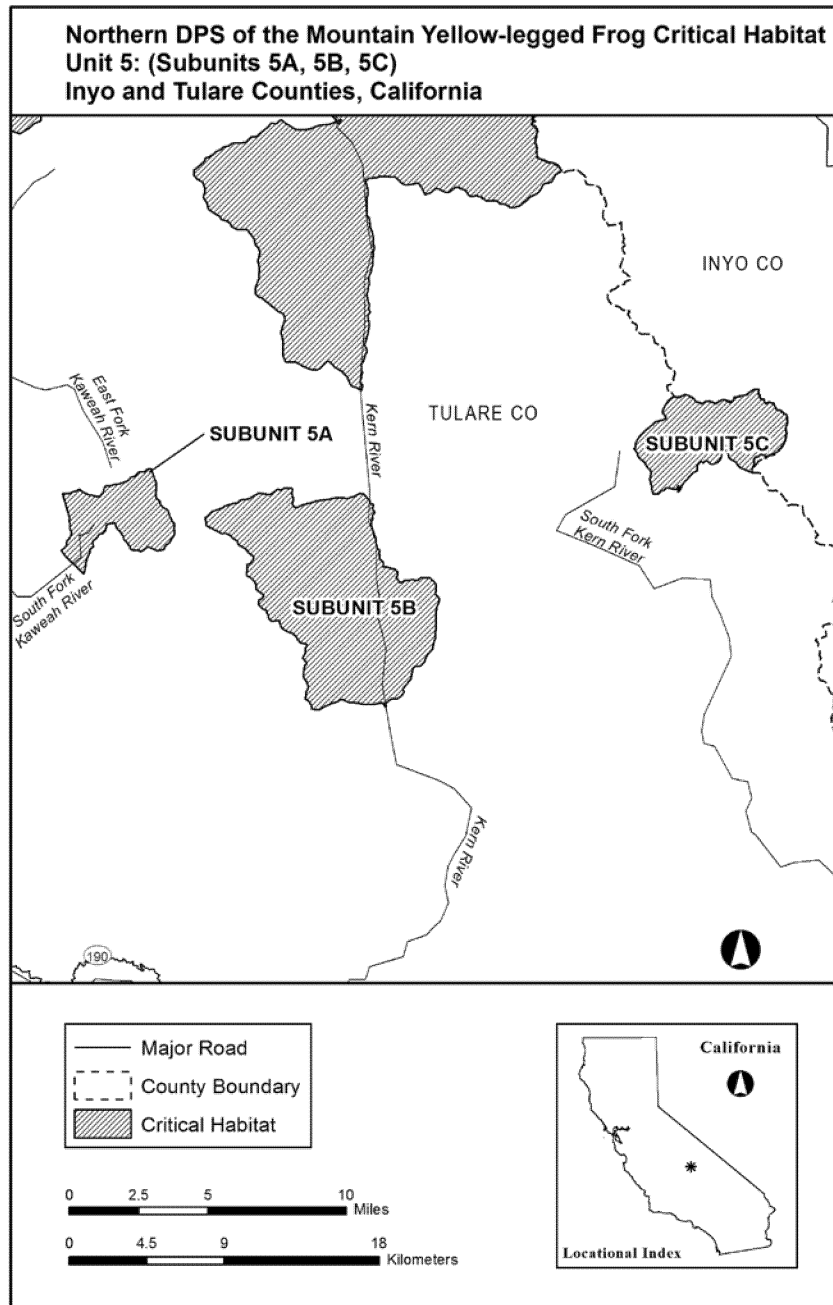 Northern DPS of the Mountain Yellow-legged Frog Critical Habitat
Unit 5: (Subunits 5A, 5B, 5C)
Inyo and Tulare Counties, California
INYO CO
TULARE CO
East Fork
Kaweah River
SUBUNIT 5A
Kern River
SUBUNIT 5C
South Fork
Kern River
South Fork
Kaweah River
SUBUNIT 5B
Kern River
190
Major Road
County Boundary
Critical Habitat
0 2.5 5 10
Miles
0 4.5 9 18
Kilometers
California
Locational Index